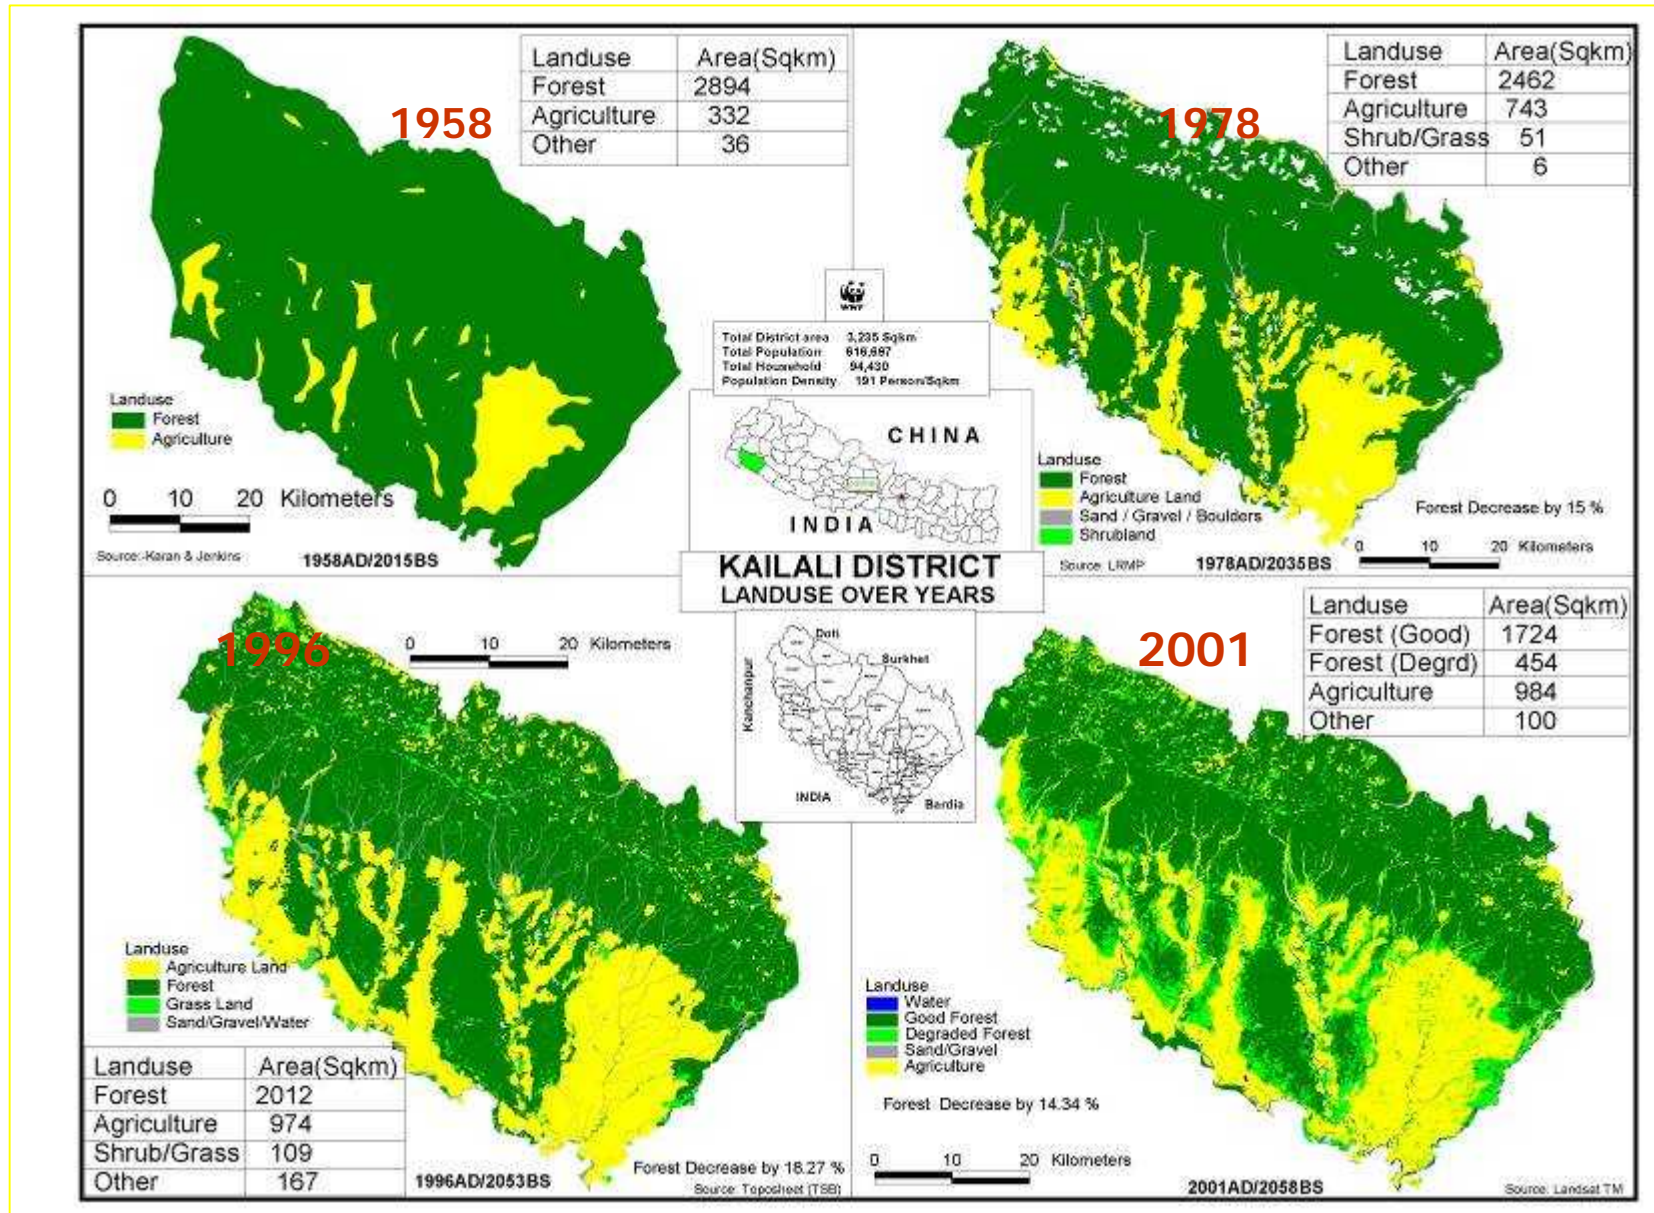 1958
Landuse Area(Sqkm)
Forest 2894
Agriculture 332
Other 36
Landuse
Forest
Agriculture
0 10 20 Kilometers
Source:-Karan & Jenkins
1958AD/2015BS
1978
Landuse Area(Sqkm)
Forest 2462
Agriculture 743
Shrub/Grass 51
Other 6
Landuse
Forest
Agriculture Land
Sand / Gravel / Boulders
Shrubland
Forest Decrease by 15 %
0 10 20 Kilometers
Source: LRMP
1978AD/2035BS
WWF
Total District area 3,235 Sqkm
Total Population 616,697
Total Household 94,430
Population Density 191 Person/Sqkm
CHINA
INDIA
KAILALI DISTRICT
LANDUSE OVER YEARS
Doti
Surkhet
Kanchanpur
INDIA
Bardia
1996
0 10 20 Kilometers
Landuse
Agriculture Land
Forest
Grass Land
Sand/Gravel/Water
Landuse Area(Sqkm)
Forest 2012
Agriculture 974
Shrub/Grass 109
Other 167
1996AD/2053BS
Forest Decrease by 18.27 %
Source: Toposheet (TSB)
2001
Landuse Area(Sqkm)
Forest (Good) 1724
Forest (Degrd) 454
Agriculture 984
Other 100
Landuse
Water
Good Forest
Degraded Forest
Sand/Gravel
Agriculture
Forest Decrease by 14.34 %
0 10 20 Kilometers
2001AD/2058BS
Source: Landsat TM